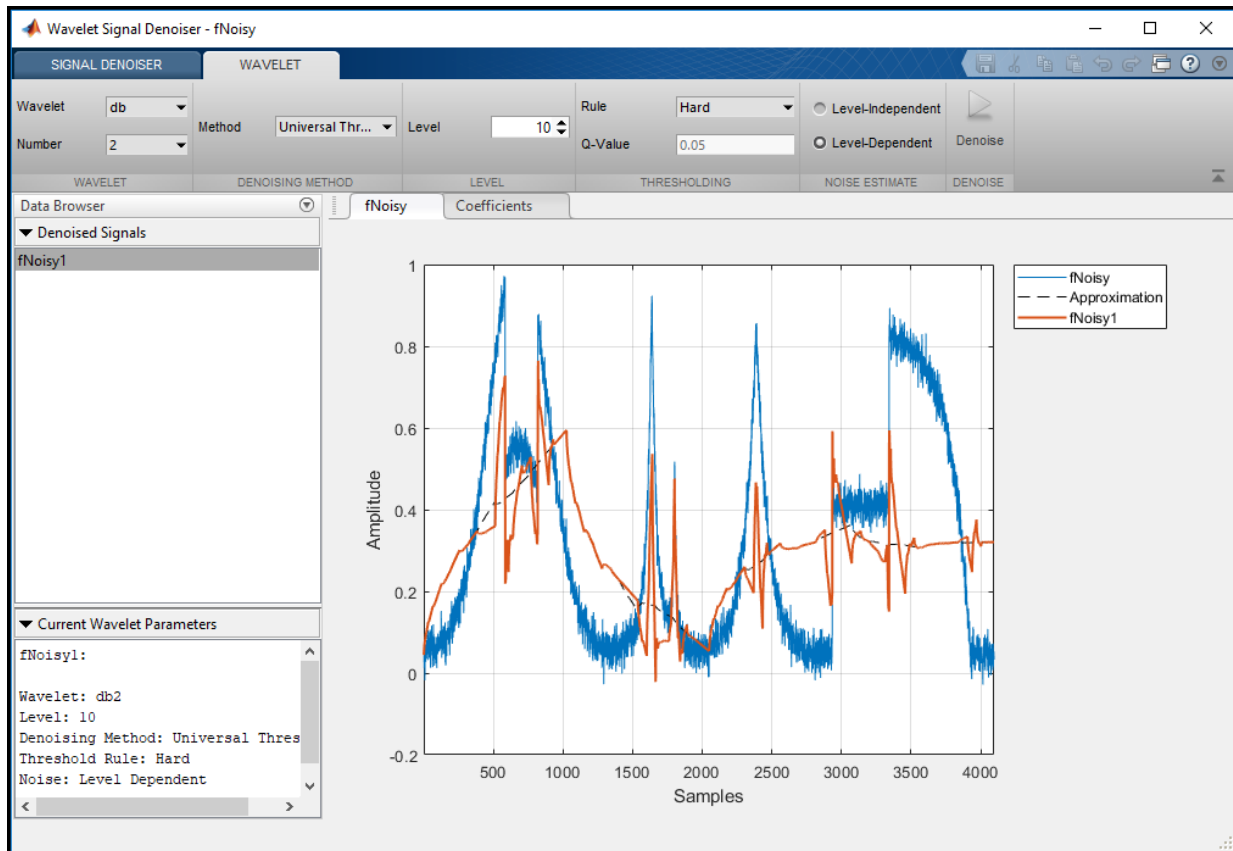 Wavelet Signal Denoiser - fNoisy
SIGNAL DENOISER
WAVELET
Wavelet
db
Number
2
Method
Universal Thr...
Level
10
Rule
Hard
Q-Value
0.05
Level-Independent
Level-Dependent
Denoise
WAVELET
DENOISING METHOD
LEVEL
THRESHOLDING
NOISE ESTIMATE
DENOISE
Data Browser
Denoised Signals
fNoisy1
Current Wavelet Parameters
fNoisy1:
Wavelet: db2
Level: 10
Denoising Method: Universal Thres
Threshold Rule: Hard
Noise: Level Dependent
fNoisy
Coefficients
1
0.8
0.6
0.4
0.2
0
-0.2
Amplitude
500 1000 1500 2000 2500 3000 3500 4000
Samples
fNoisy
Approximation
fNoisy1